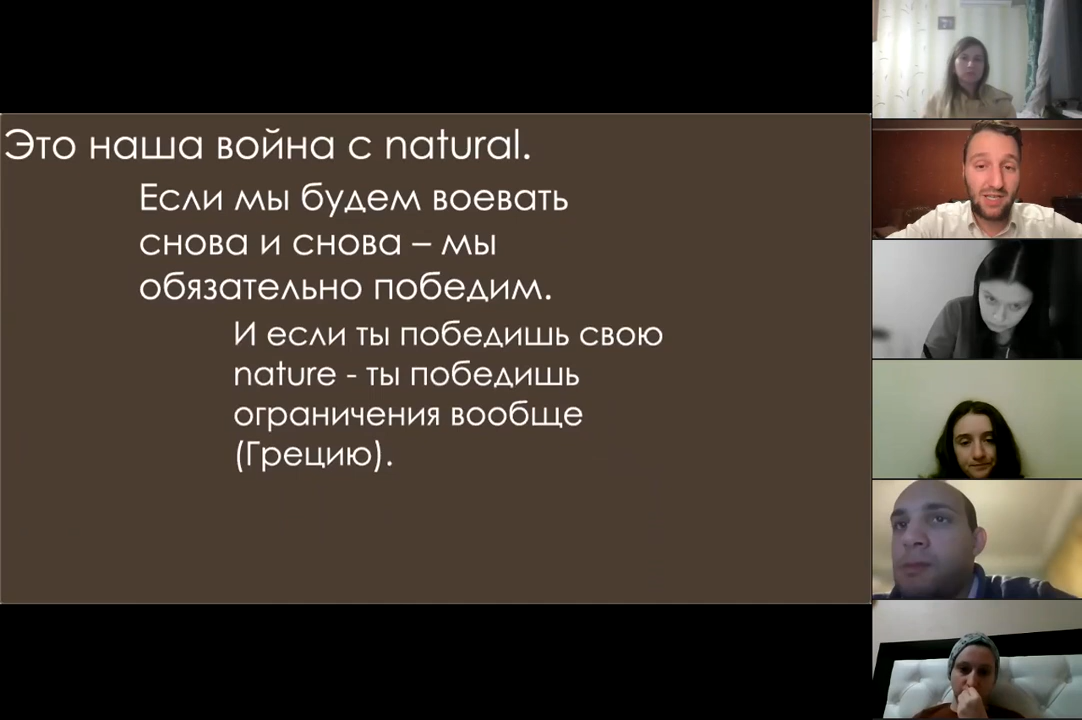 Это наша война с natural.
Если мы будем воевать
снова и снова – мы
обязательно победим.
И если ты победишь свою
nature - ты победишь
ограничения вообще
(Грецию).